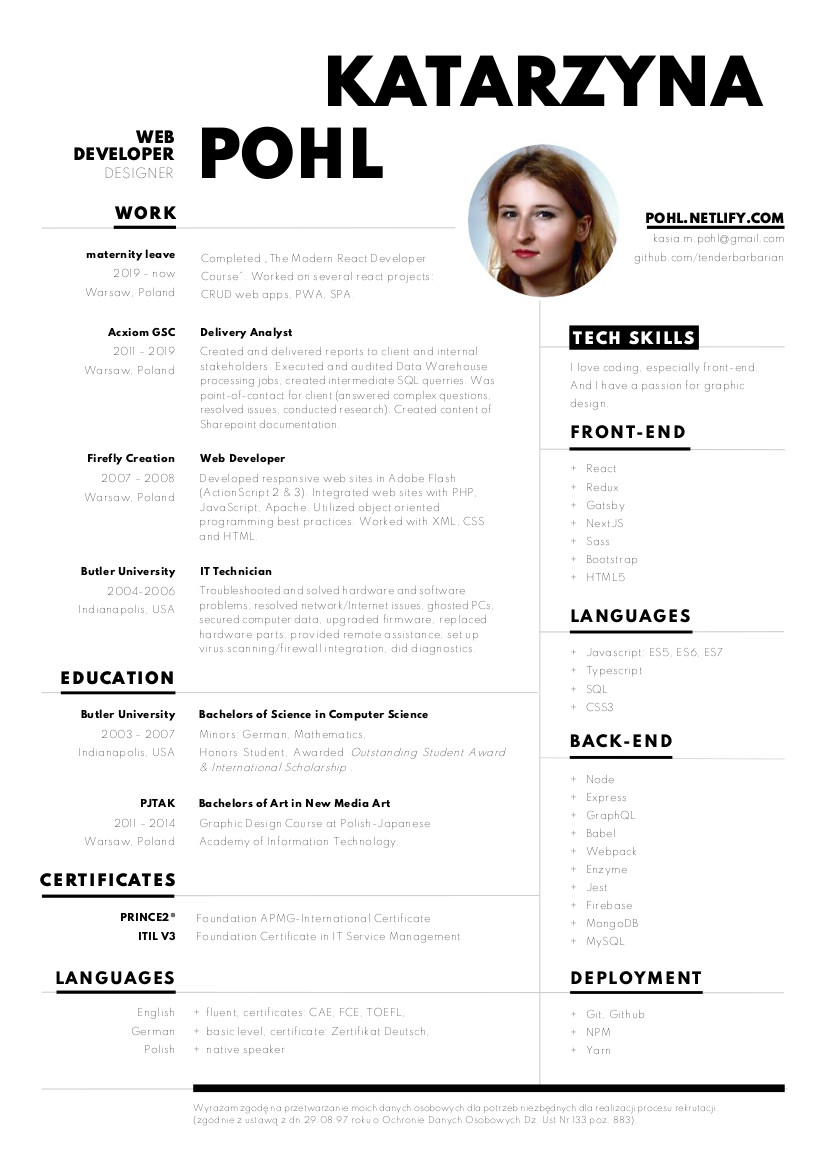 KATARZYNA
POHL
WEB
DEVELOPER
DESIGNER
POHL.NETLIFY.COM
kasia.m.pohl@gmail.com
github.com/tenderbarbarian
WORK
maternity leave
2019 - now
Warsaw, Poland
Completed „The Modern React Developer
Course". Worked on several react projects:
CRUD web apps, PWA, SPA.
Acxiom GSC
2011 - 2019
Warsaw, Poland
Delivery Analyst
Created and delivered reports to client and internal
stakeholders. Executed and audited Data Warehouse
processing jobs, created intermediate SQL querries. Was
point-of-contact for client (answered complex questions,
resolved issues, conducted research). Created content of
Sharepoint documentation.
Firefly Creation
2007 - 2008
Warsaw, Poland
Web Developer
Developed responsive web sites in Adobe Flash
(ActionScript 2 & 3). Integrated web sites with PHP,
JavaScript, Apache. Utilized object oriented
programming best practices. Worked with XML, CSS
and HTML.
Butler University
2004-2006
Indianapolis, USA
IT Technician
Troubleshooted and solved hardware and software
problems, resolved network/Internet issues, ghosted PCs,
secured computer data, upgraded firmware, replaced
hardware parts, provided remote assistance, set up
virus scanning/firewall integration, did diagnostics.
EDUCATION
Butler University
2003 - 2007
Indianapolis, USA
Bachelors of Science in Computer Science
Minors: German, Mathematics,
Honors Student, Awarded Outstanding Student Award
& International Scholarship .
PJTAK
2011 - 2014
Warsaw, Poland
Bachelors of Art in New Media Art
Graphic Design Course at Polish-Japanese
Academy of Information Technology.
CERTIFICATES
PRINCE2® Foundation APMG-International Certificate
ITIL V3 Foundation Certificate in IT Service Management
LANGUAGES
English + fluent, certificates: CAE, FCE, TOEFL,
German + basic level, certificate: Zertifikat Deutsch,
Polish + native speaker
TECH SKILLS
I love coding, especially front-end.
And I have a passion for graphic
design.
FRONT-END
+ React
+ Redux
+ Gatsby
+ NextJS
+ Sass
+ Bootstrap
+ HTML5
LANGUAGES
+ Javascript: ES5, ES6, ES7
+ Typescript
+ SQL
+ CSS3
BACK-END
+ Node
+ Express
+ GraphQL
+ Babel
+ Webpack
+ Enzyme
+ Jest
+ Firebase
+ MongoDB
+ MySQL
DEPLOYMENT
+ Git, Github
+ NPM
+ Yarn
Wyrażam zgodę na przetwarzanie moich danych osobowych dla potrzeb niezbędnych dla realizacji procesu rekrutacji
(zgodnie z ustawą z dn. 29.08.97 roku o Ochronie Danych Osobowych Dz. Ust Nr 133 poz. 883).